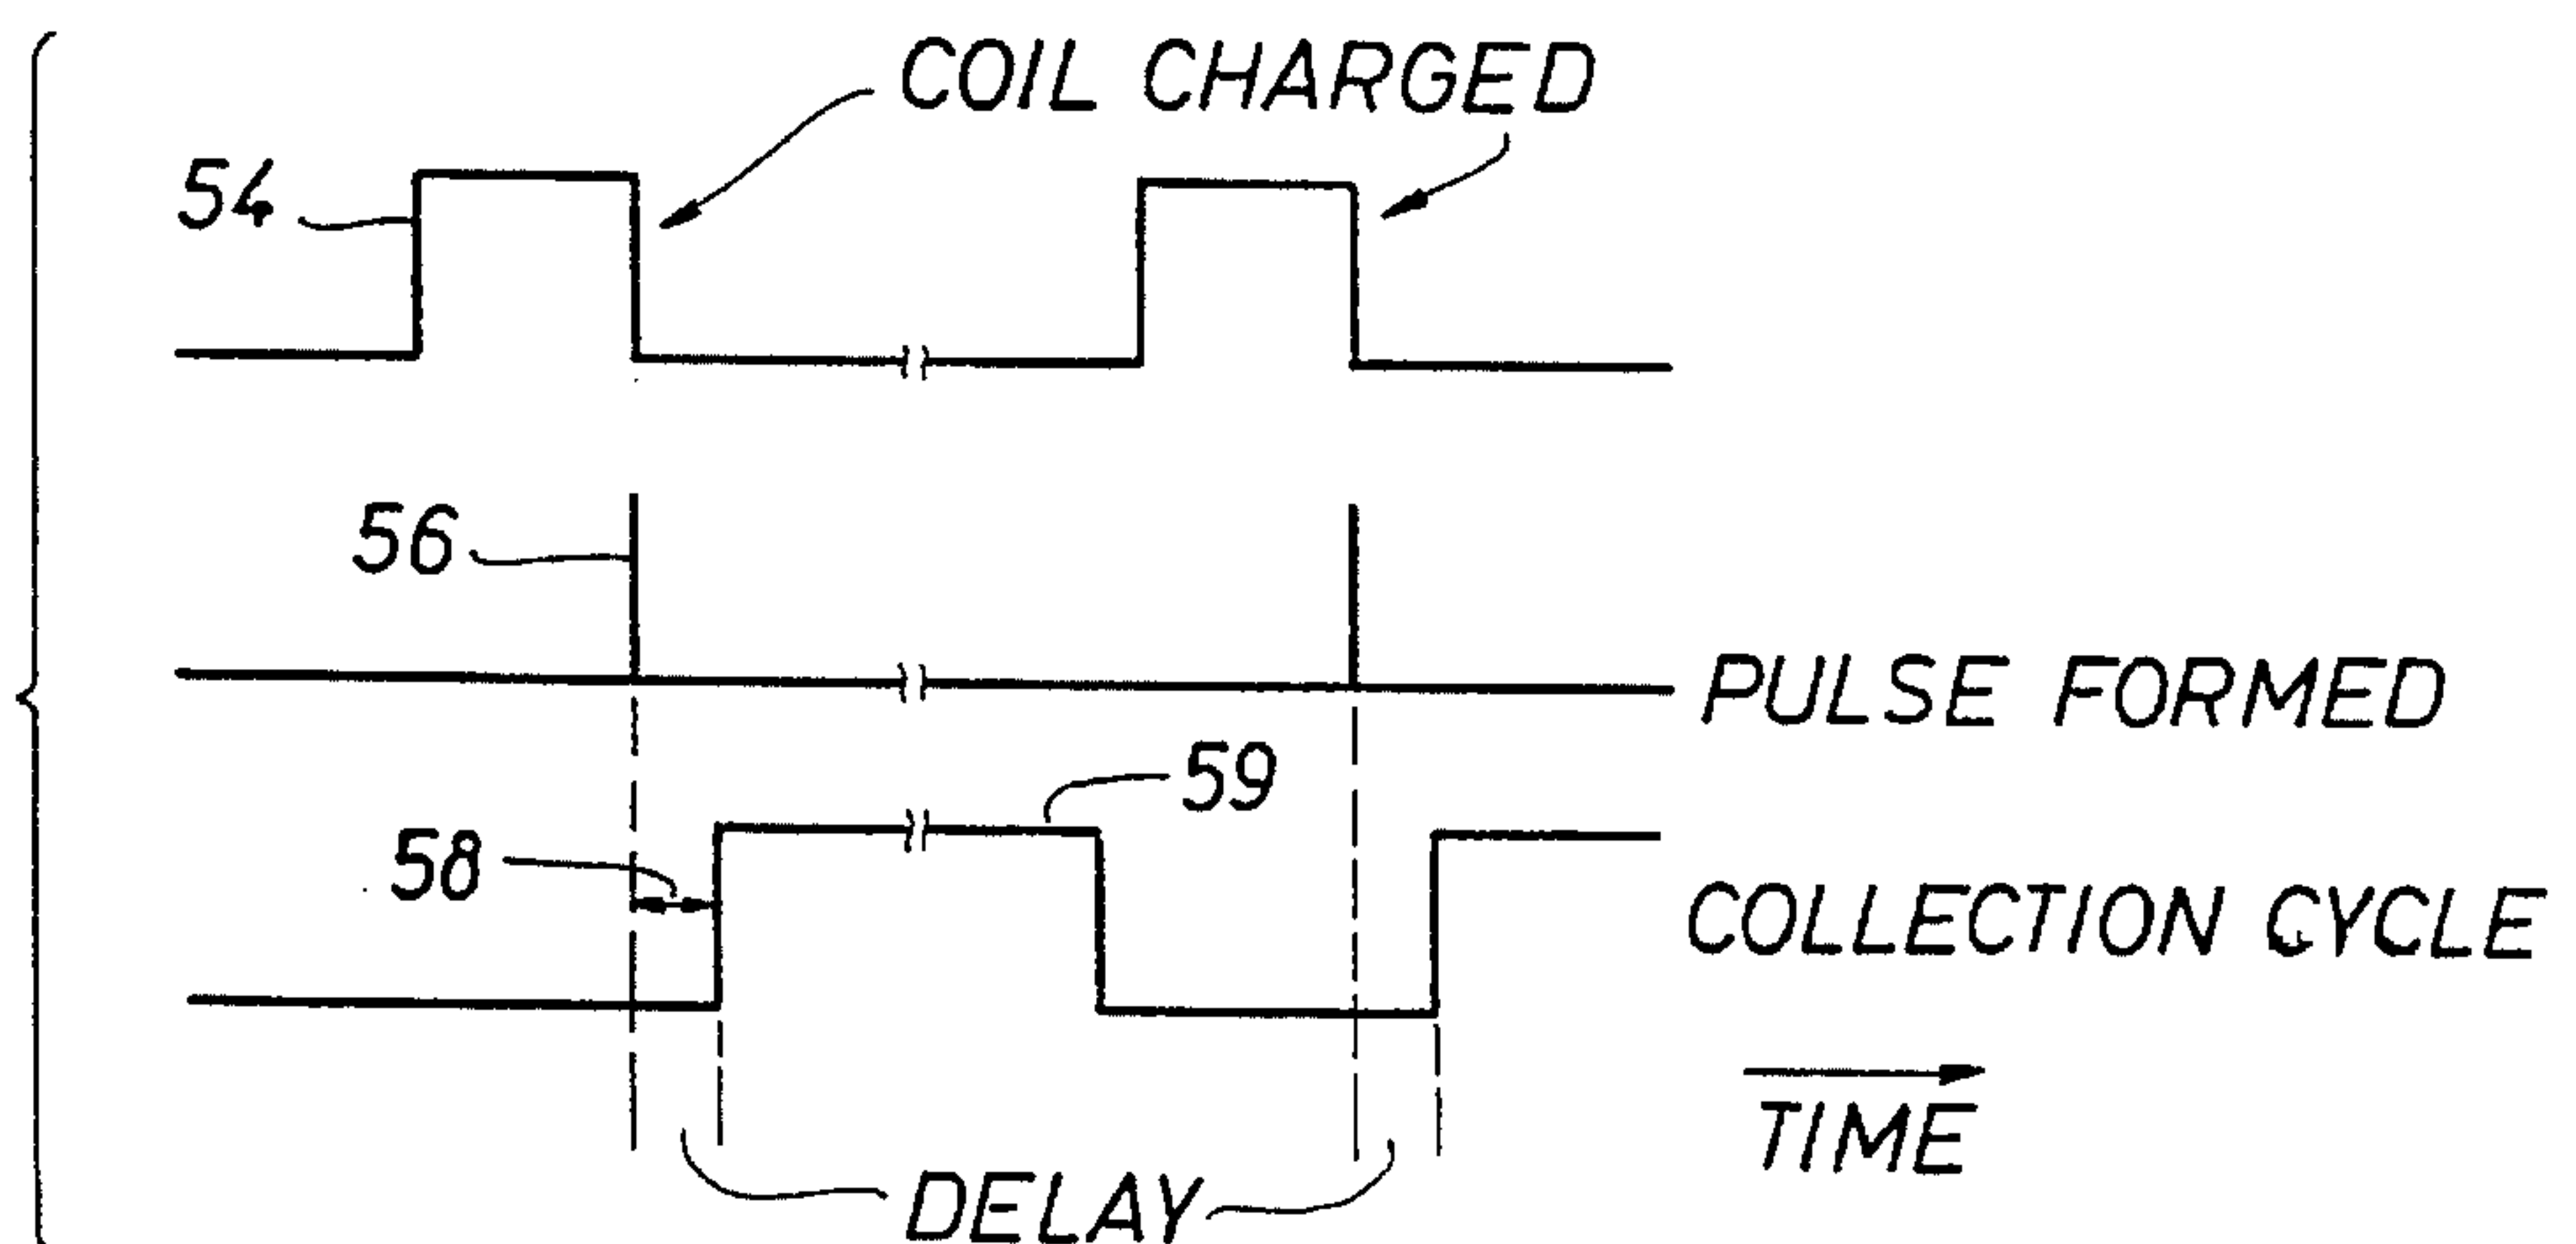 COIL CHARGED
54
56
PULSE FORMED
59
58
COLLECTION CYCLE
TIME
DELAY